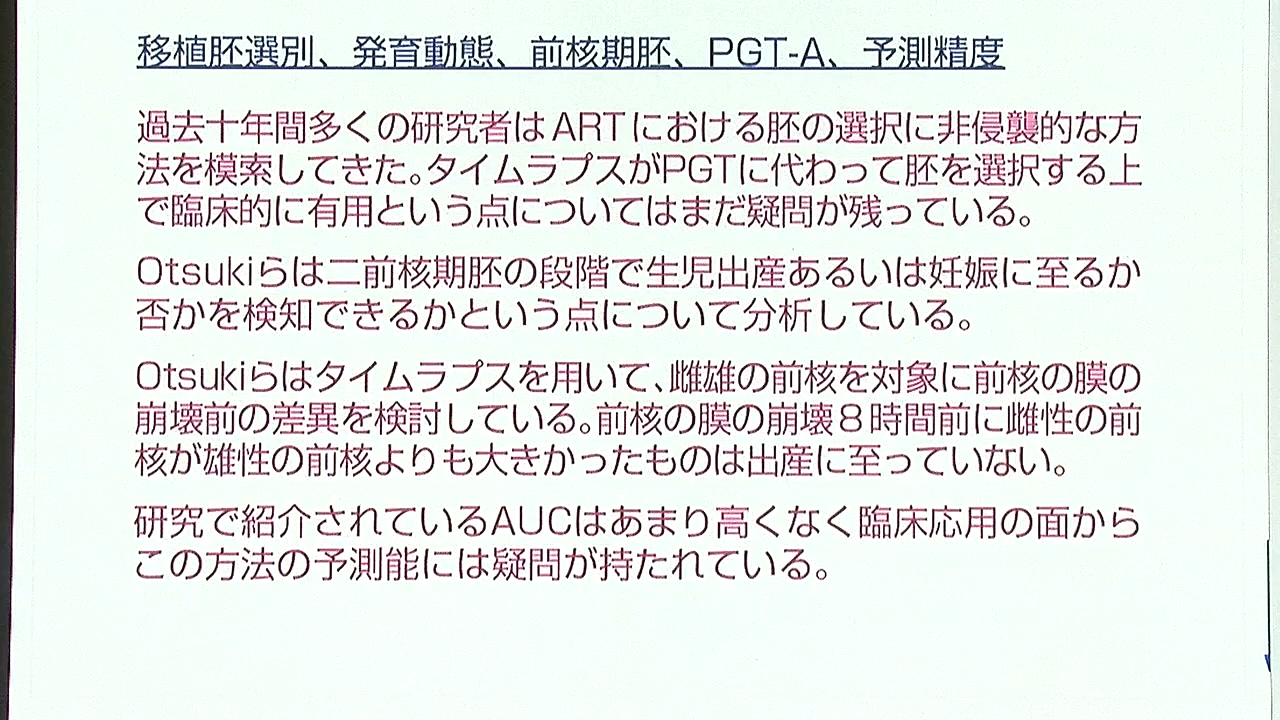 移植胚選別、発育動態、前核期胚、PGT-A、予測精度
過去十年間多くの研究者はARTにおける胚の選択に非侵襲的な方
法を模索してきた。タイムラプスがPGTに代わって胚を選択する上
で臨床的に有用という点についてはまだ疑問が残っている。
Otsukiらは二前核期胚の段階で生児出産あるいは妊娠に至るか
否かを検知できるかという点について分析している。
Otsukiらはタイムラプスを用いて、雌雄の前核を対象に前核の膜の
崩壊前の差異を検討している。前核の膜の崩壊8時間前に雌性の前
核が雄性の前核よりも大きかったものは出産に至っていない。
研究で紹介されているAUCはあまり高くなく臨床応用の面から
この方法の予測能には疑問が持たれている。